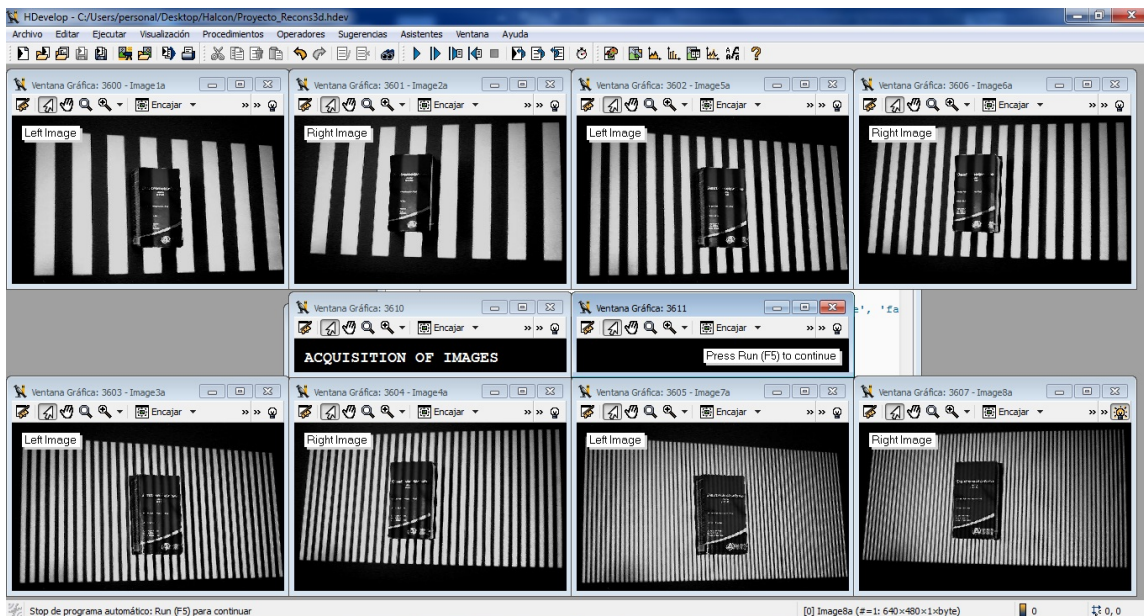 HDevelop - C:/Users/personal/Desktop/Halcon/Proyecto_Recons3d.hdev
Archivo Editar Ejecutar Visualización Procedimientos Operadores Sugerencias Asistentes Ventana Ayuda
Ventana Gráfica: 3600 - Image1a
Encajar
Left Image
Ventana Gráfica: 3601 - Image2a
Encajar
Right Image
Ventana Gráfica: 3602 - Image5a
Encajar
Left Image
Ventana Gráfica: 3606 - Image6a
Encajar
Right Image
Ventana Gráfica: 3610
Encajar
ACQUISITION OF IMAGES
Ventana Gráfica: 3611
Encajar
Press Run (F5) to continue
e', 'fa
Ventana Gráfica: 3603 - Image3a
Encajar
Left Image
Ventana Gráfica: 3604 - Image4a
Encajar
Right Image
Ventana Gráfica: 3605 - Image7a
Encajar
Left Image
Ventana Gráfica: 3607 - Image8a
Encajar
Right Image
Stop de programa automático: Run (F5) para continuar
[0] Image8a (#=1: 640×480×1×byte)
0
0, 0